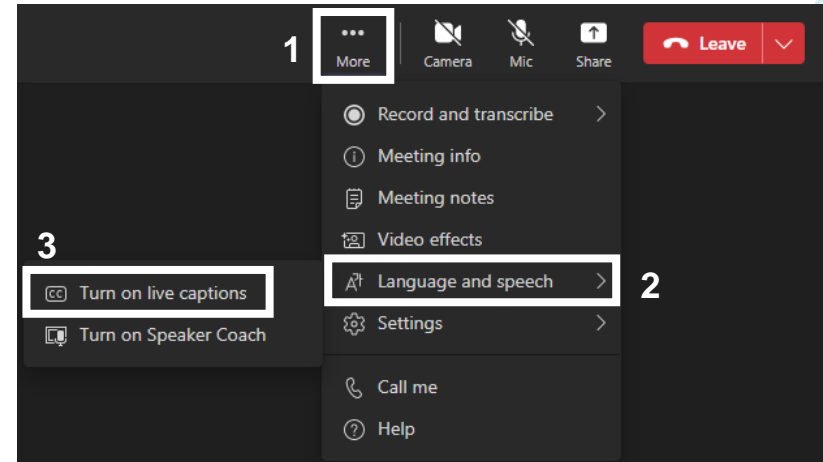 1
More
Camera
Mic
Share
Leave
Record and transcribe
Meeting info
Meeting notes
Video effects
3
CC Turn on live captions
Language and speech
2
Turn on Speaker Coach
Settings
Call me
Help